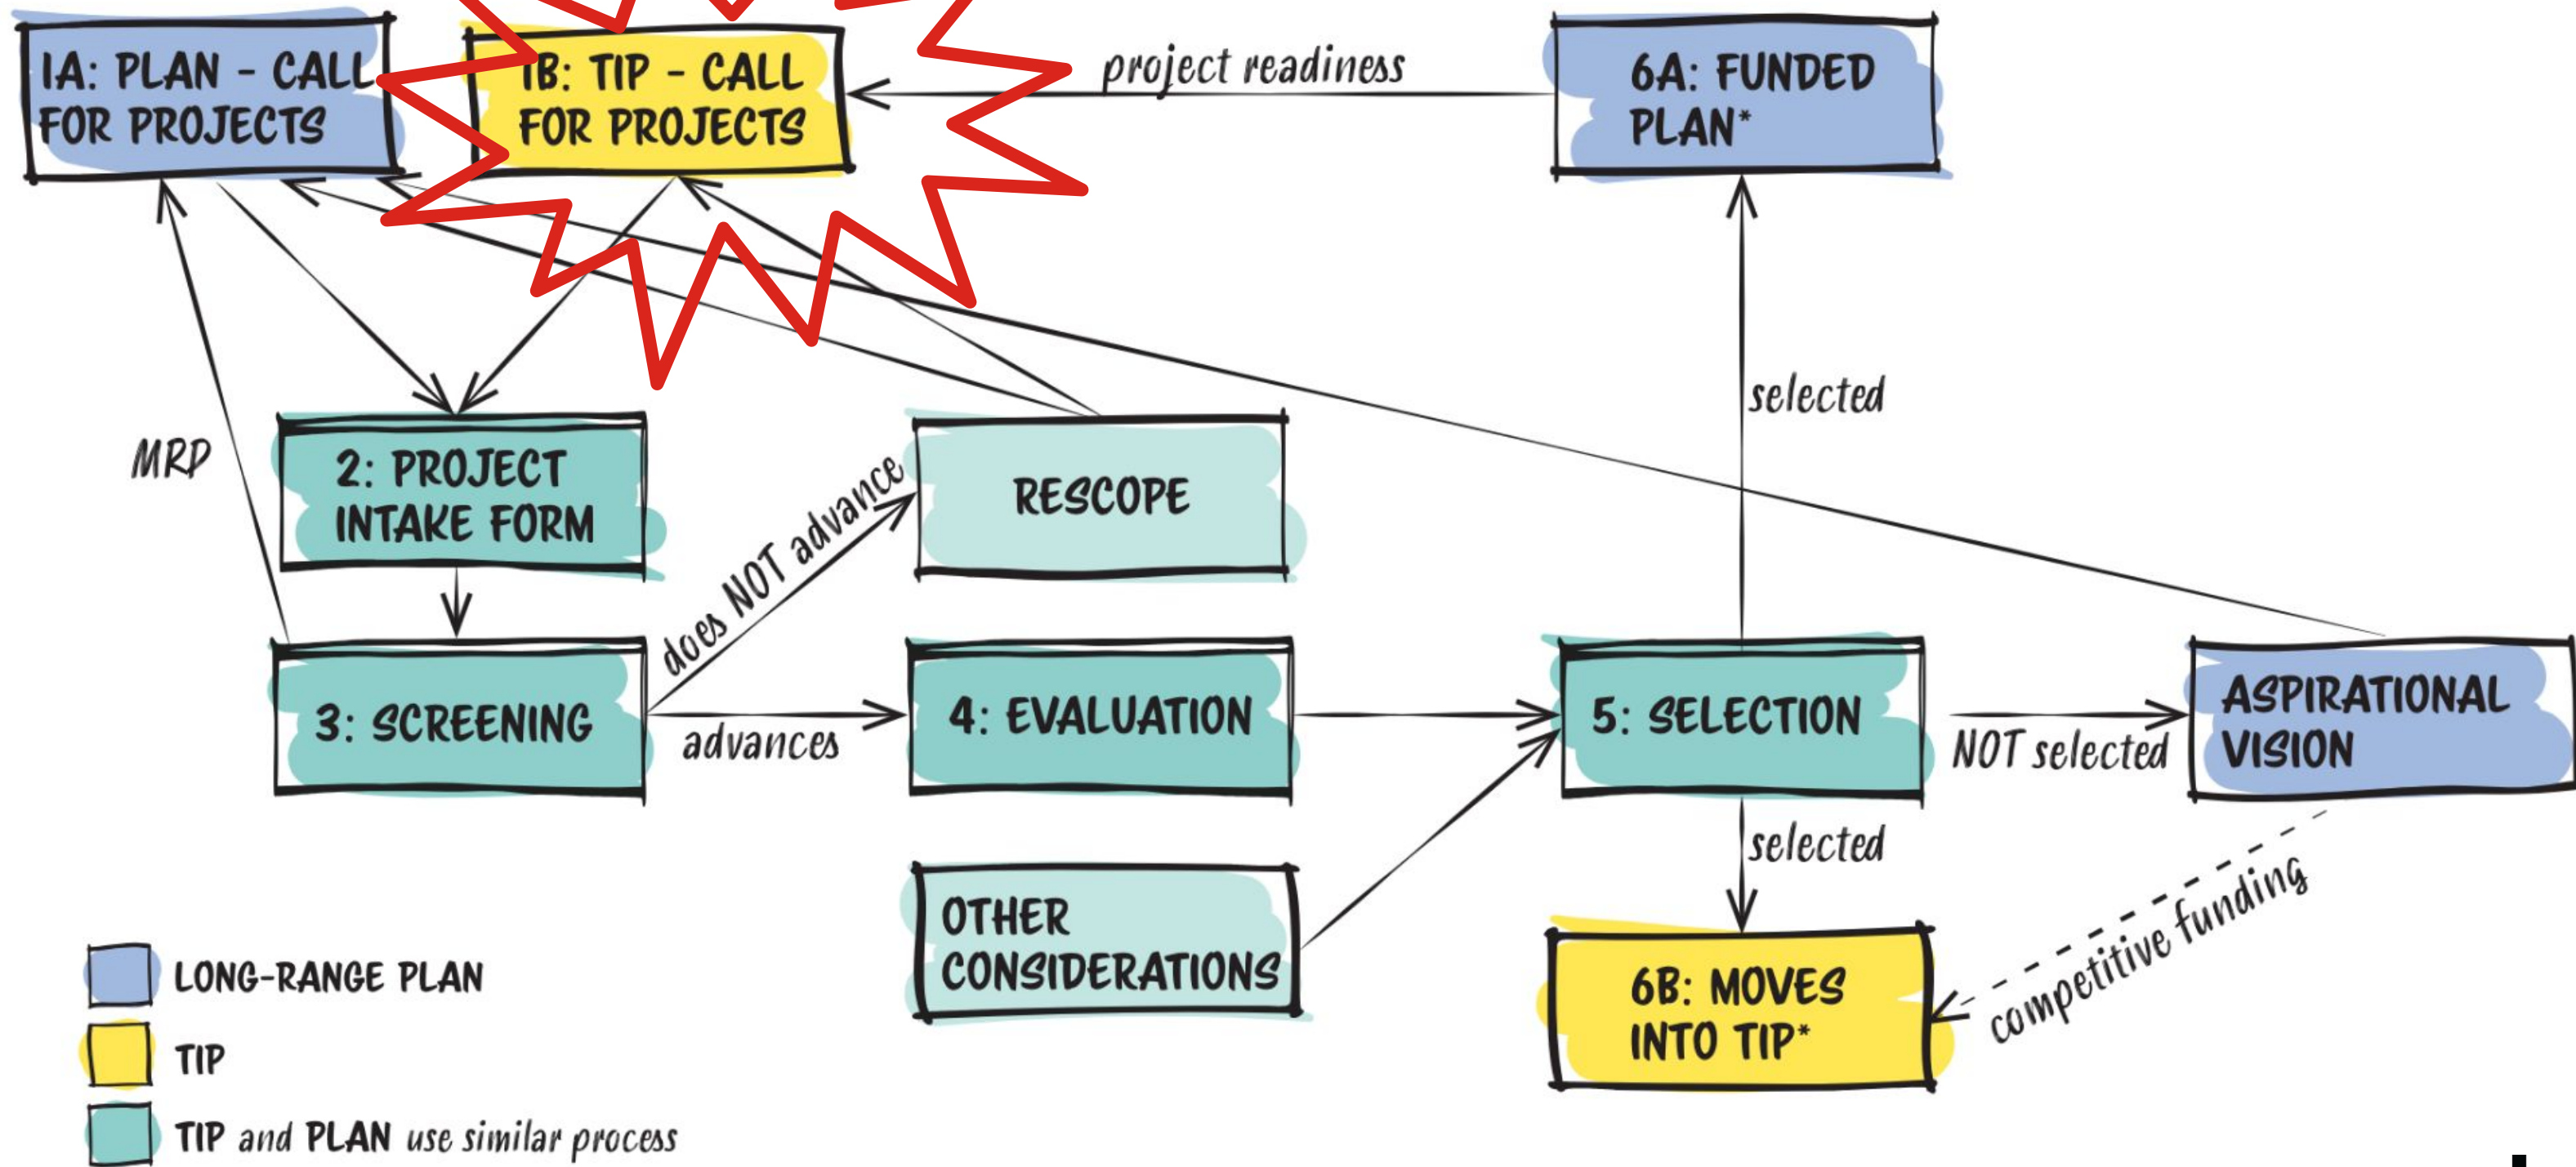 1A: PLAN - CALL
FOR PROJECTS
1B: TIP - CALL
FOR PROJECTS
project readiness
6A: FUNDED
PLAN*
selected
MRP
2: PROJECT
INTAKE FORM
does NOT advance
RESCOPE
3: SCREENING
advances
4: EVALUATION
5: SELECTION
NOT selected
ASPIRATIONAL
VISION
selected
OTHER
CONSIDERATIONS
6B: MOVES
INTO TIP*
competitive funding
LONG-RANGE PLAN
TIP
TIP and PLAN use similar process